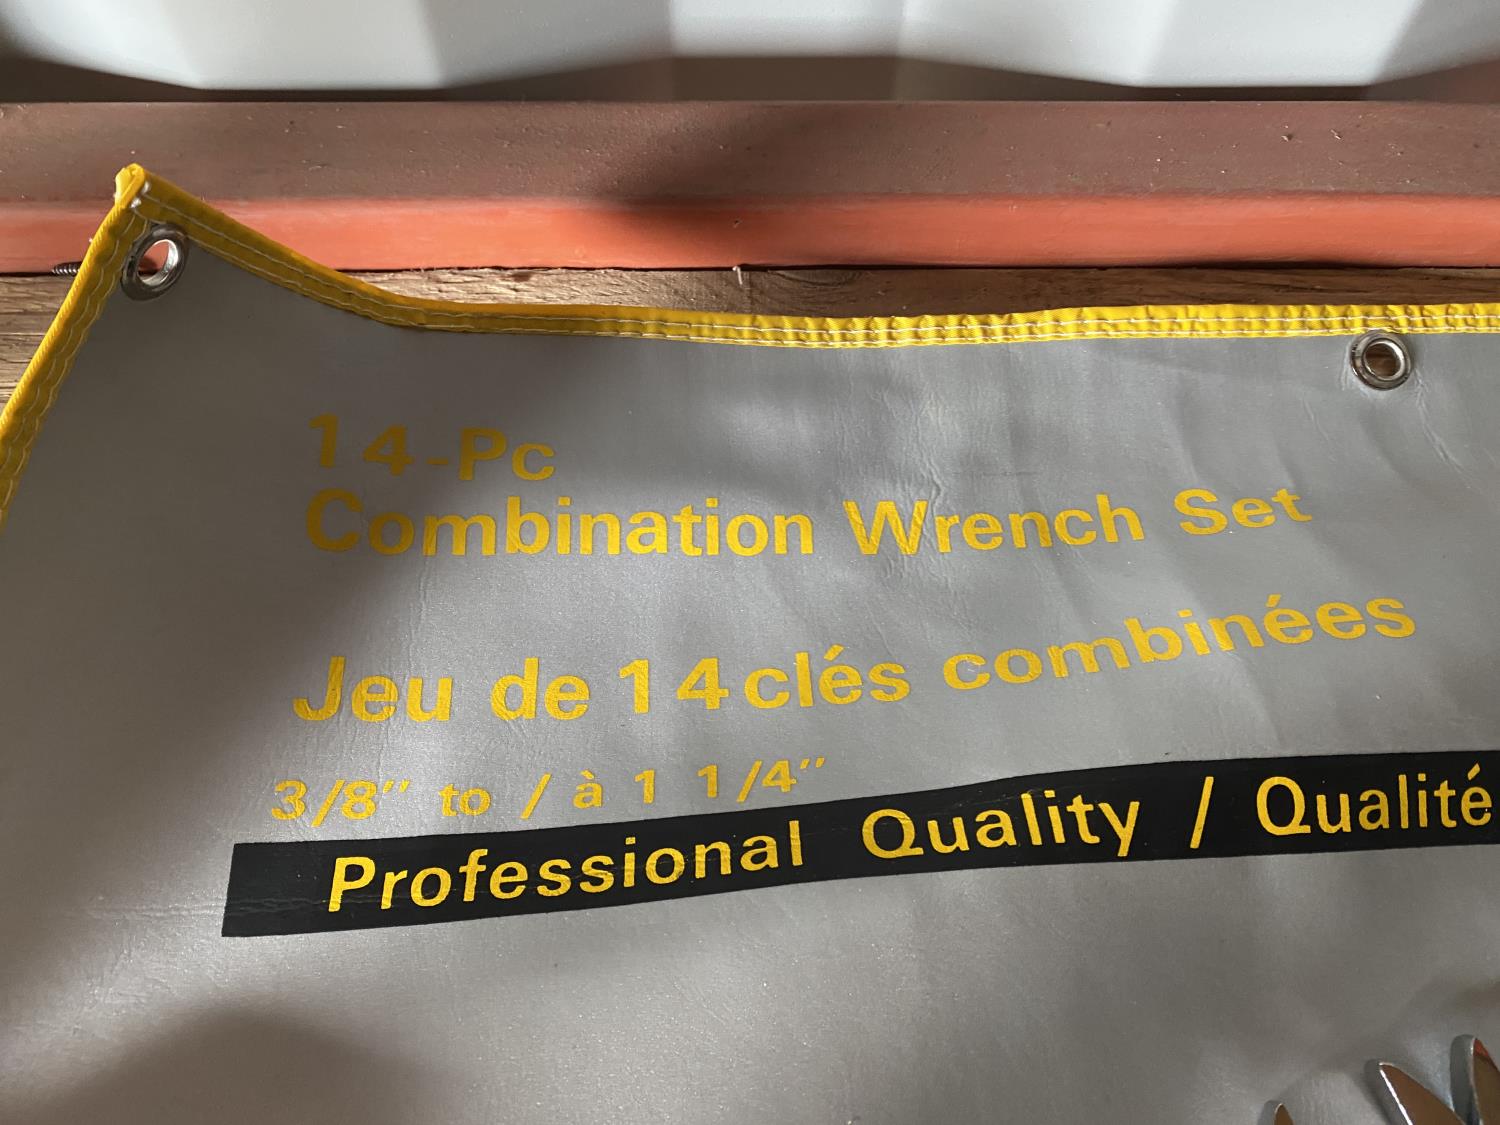 14-Pc
Combination Wrench Set
Jeu de 14 clés combinées
3/8" to / à 1 1/4"
Professional Quality / Qualité